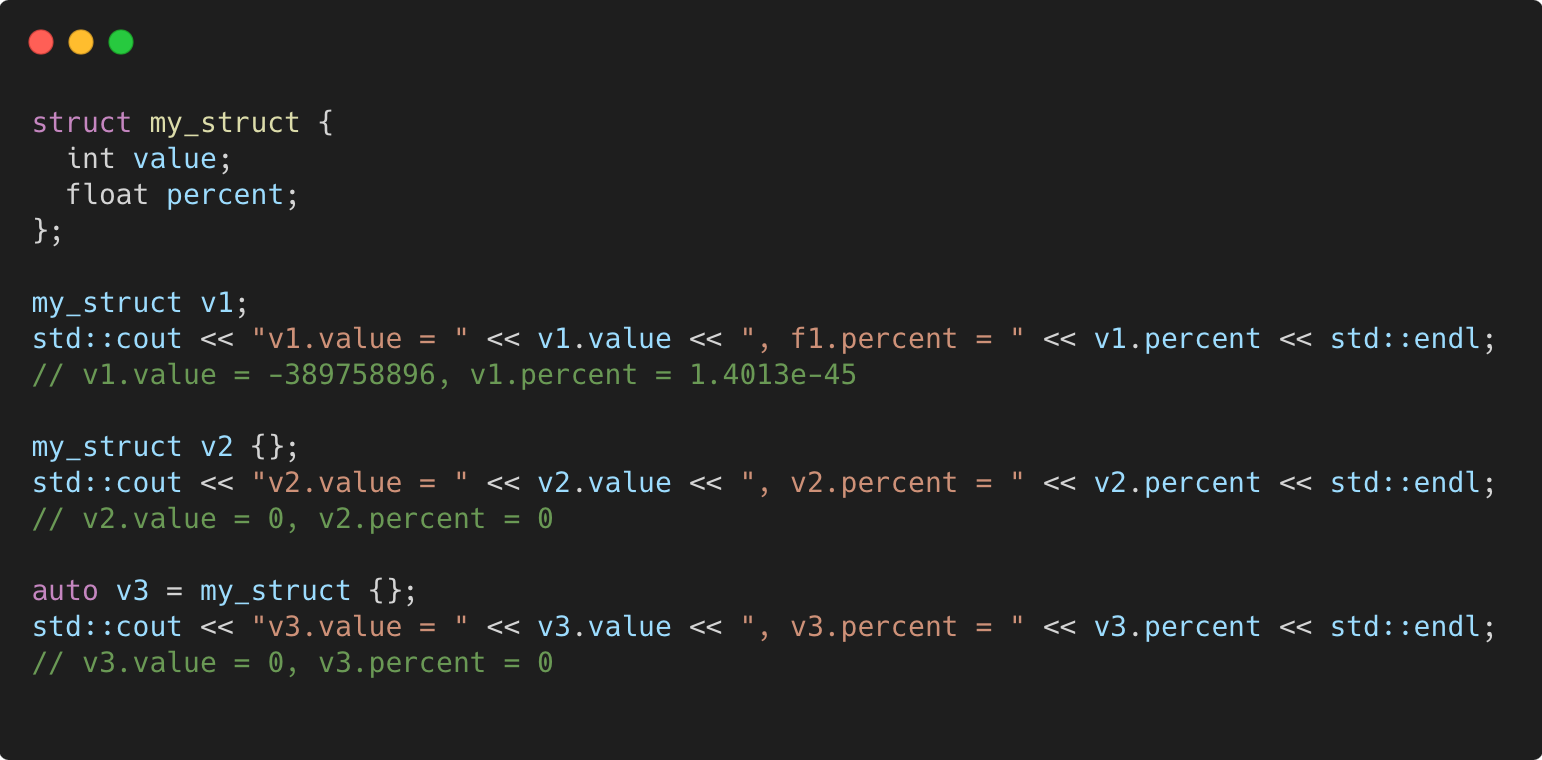 struct my_struct {
  int value;
  float percent;
};

my_struct v1;
std::cout << "v1.value = " << v1.value << ", f1.percent = " << v1.percent << std::endl;
// v1.value = -389758896, v1.percent = 1.4013e-45

my_struct v2 {};
std::cout << "v2.value = " << v2.value << ", v2.percent = " << v2.percent << std::endl;
// v2.value = 0, v2.percent = 0

auto v3 = my_struct {};
std::cout << "v3.value = " << v3.value << ", v3.percent = " << v3.percent << std::endl;
// v3.value = 0, v3.percent = 0